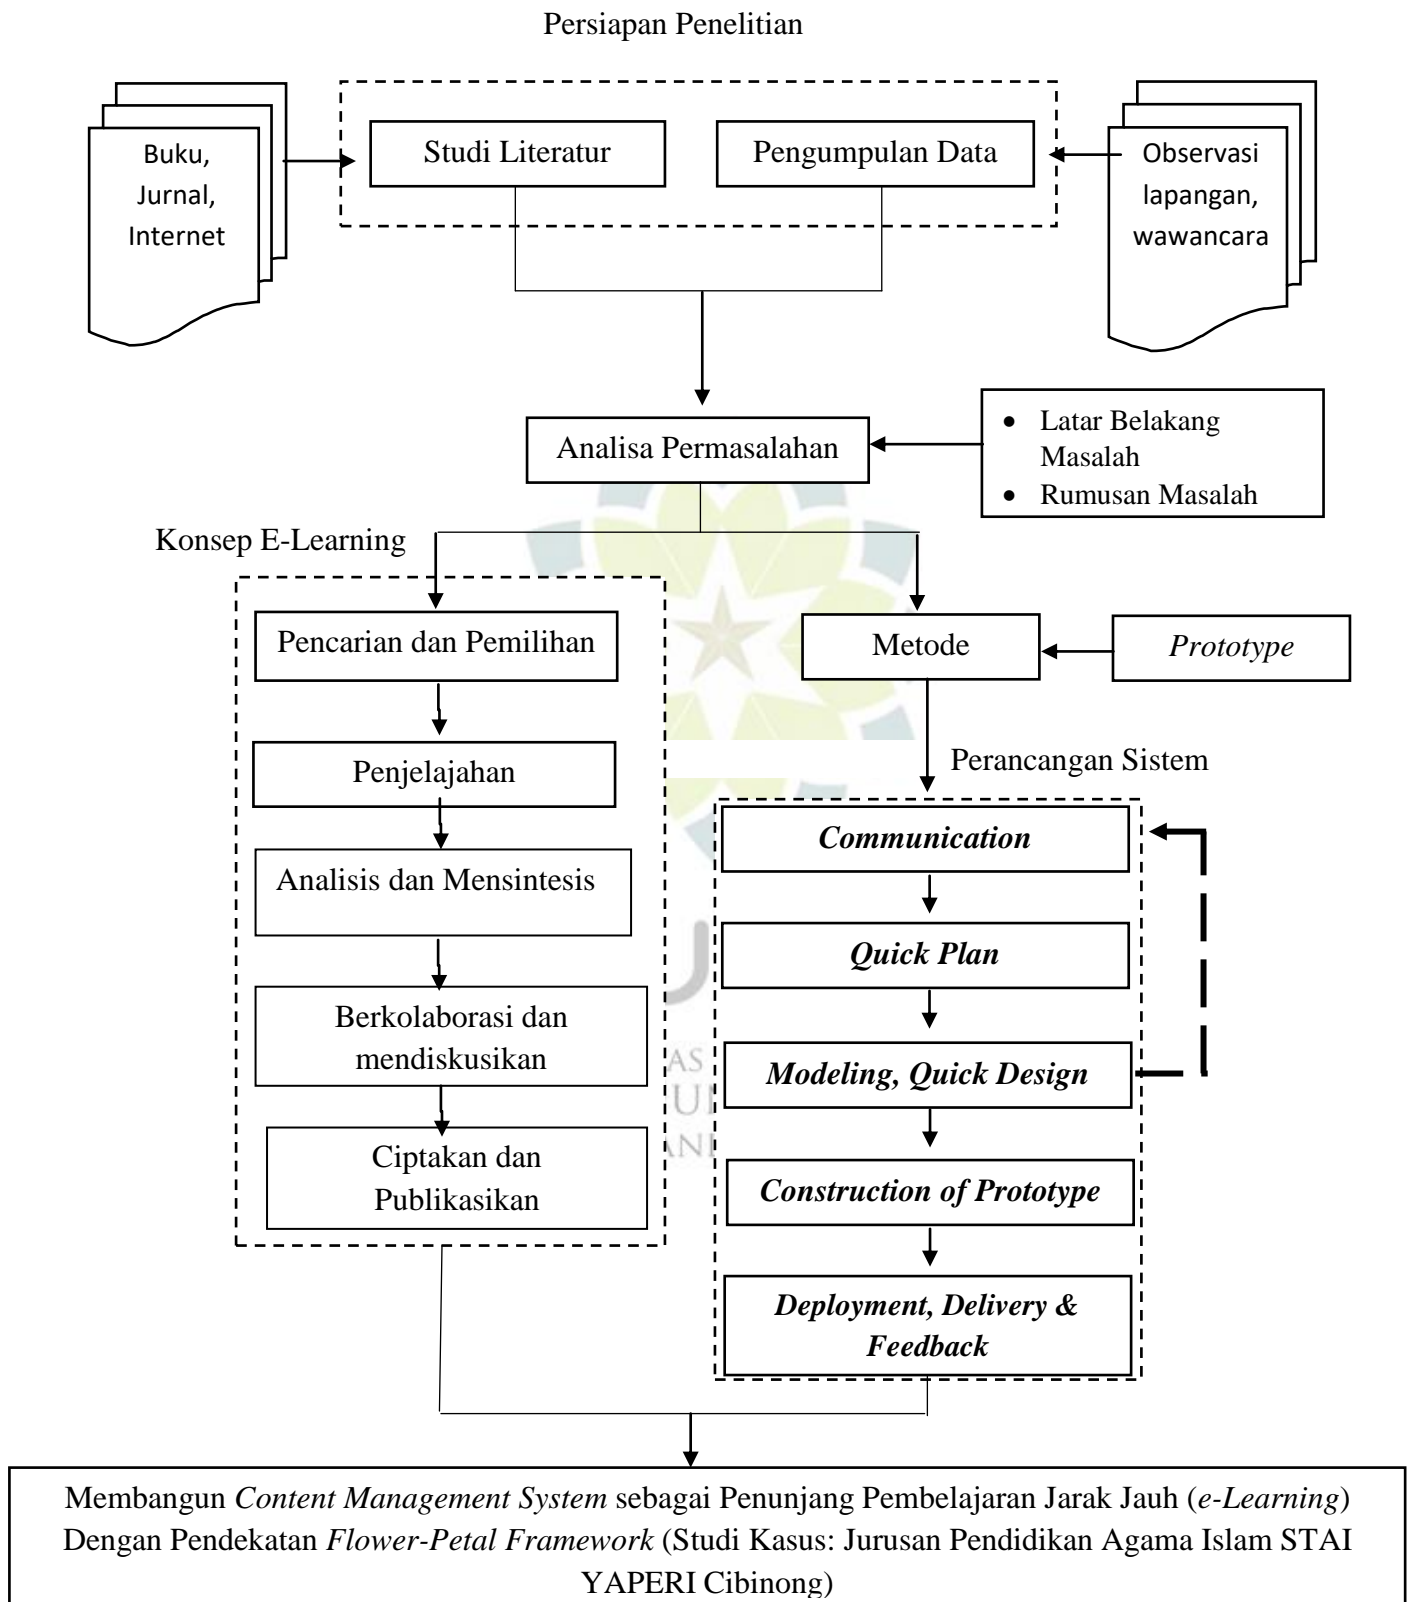 Persiapan Penelitian
Buku,
Jurnal,
Internet
Studi Literatur
Pengumpulan Data
Observasi
lapangan,
wawancara
Analisa Permasalahan
• Latar Belakang
Masalah
• Rumusan Masalah
Konsep E-Learning
Pencarian dan Pemilihan
Penjelajahan
Analisis dan Mensintesis
Berkolaborasi dan
mendiskusikan
Ciptakan dan
Publikasikan
Metode
Prototype
Perancangan Sistem
Communication
Quick Plan
Modeling, Quick Design
Construction of Prototype
Deployment, Delivery &
Feedback
Membangun Content Management System sebagai Penunjang Pembelajaran Jarak Jauh (e-Learning)
Dengan Pendekatan Flower-Petal Framework (Studi Kasus: Jurusan Pendidikan Agama Islam STAI
YAPERI Cibinong)